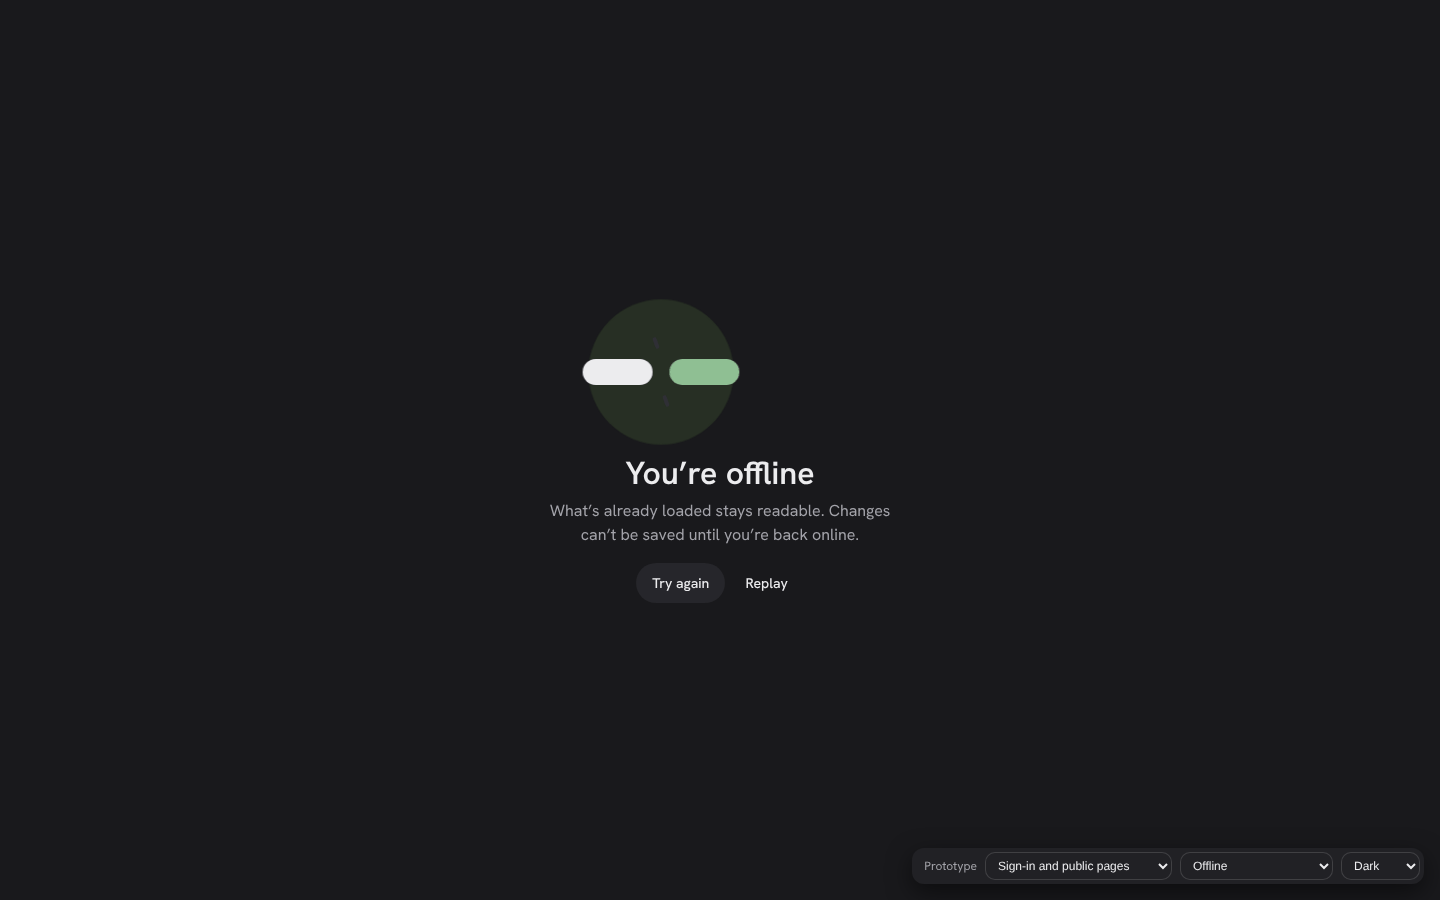 You’re offline
What’s already loaded stays readable. Changes
can’t be saved until you’re back online.
Try again
Replay
Prototype
Sign-in and public pages
Offline
Dark